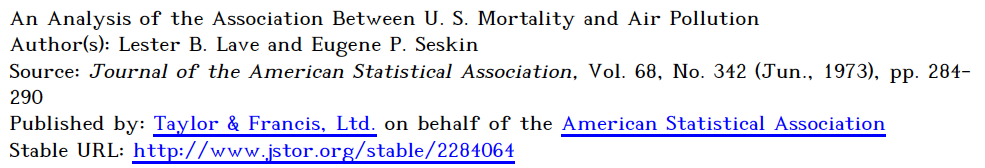 An Analysis of the Association Between U. S. Mortality and Air Pollution
Author(s): Lester B. Lave and Eugene P. Seskin
Source: Journal of the American Statistical Association, Vol. 68, No. 342 (Jun., 1973), pp. 284-
290
Published by: Taylor & Francis, Ltd. on behalf of the American Statistical Association
Stable URL: http://www.jstor.org/stable/2284064